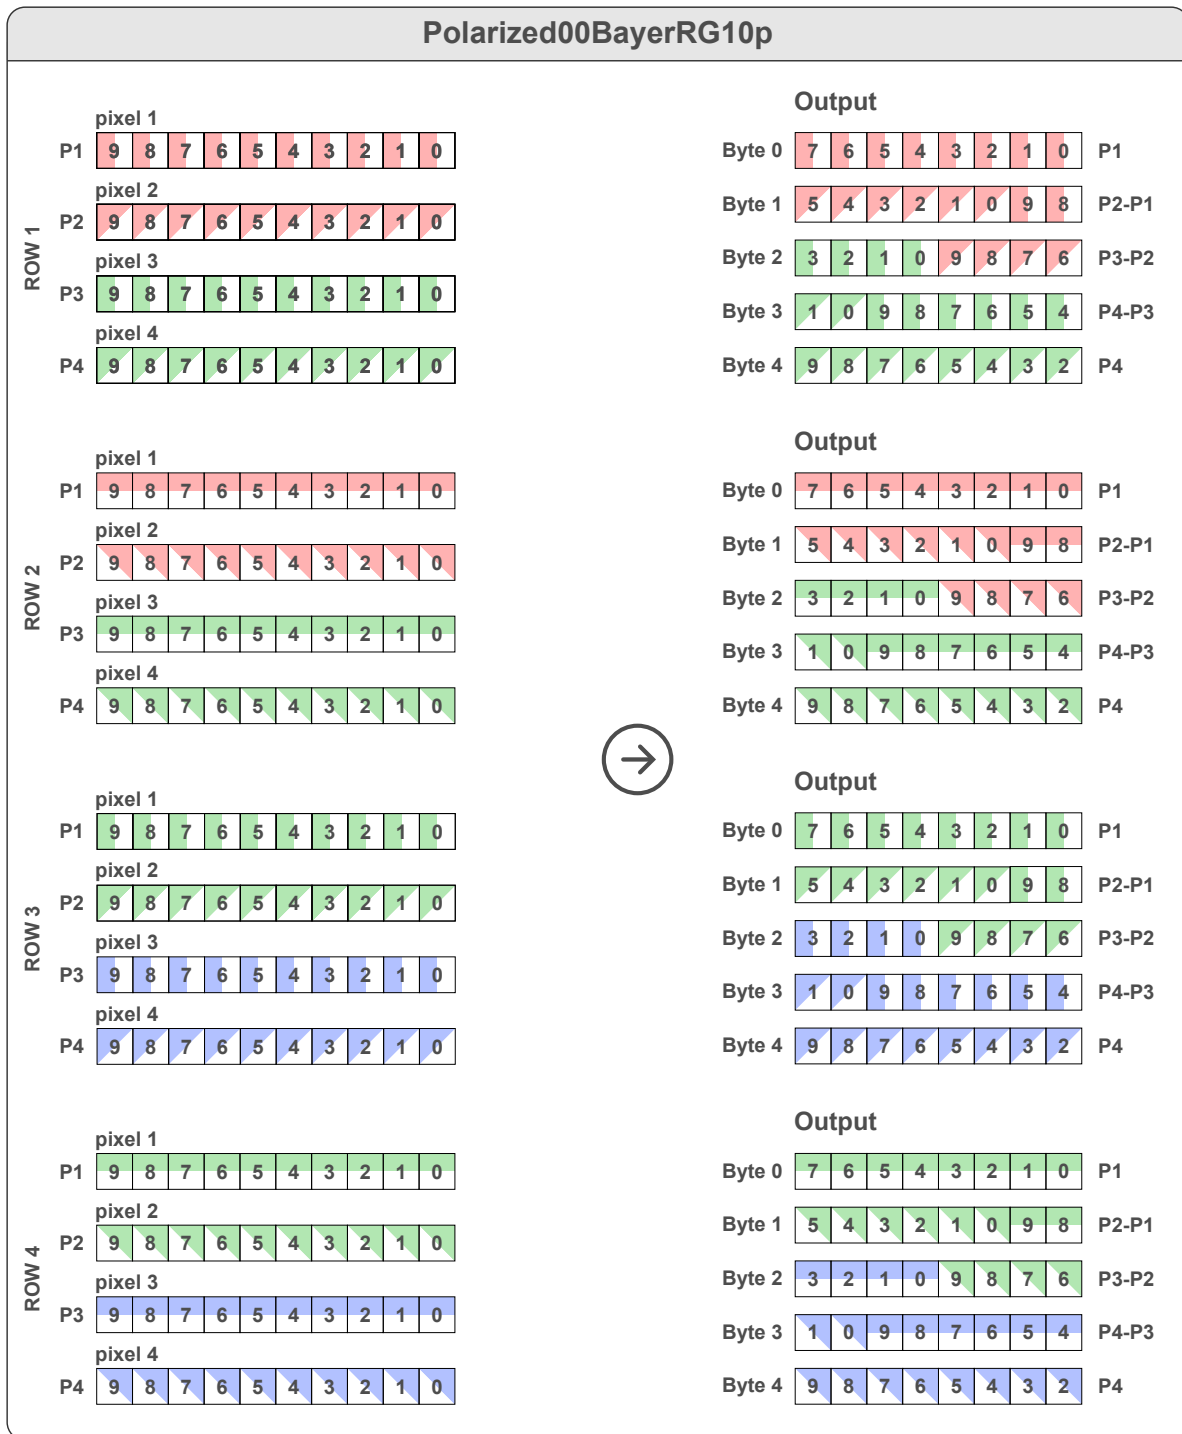 Polarized00BayerRG10p
ROW 1
pixel 1
P1 9 8 7 6 5 4 3 2 1 0
pixel 2
P2 9 8 7 6 5 4 3 2 1 0
pixel 3
P3 9 8 7 6 5 4 3 2 1 0
pixel 4
P4 9 8 7 6 5 4 3 2 1 0
Output
Byte 0 7 6 5 4 3 2 1 0 P1
Byte 1 5 4 3 2 1 0 9 8 P2-P1
Byte 2 3 2 1 0 9 8 7 6 P3-P2
Byte 3 1 0 9 8 7 6 5 4 P4-P3
Byte 4 9 8 7 6 5 4 3 2 P4
ROW 2
pixel 1
P1 9 8 7 6 5 4 3 2 1 0
pixel 2
P2 9 8 7 6 5 4 3 2 1 0
pixel 3
P3 9 8 7 6 5 4 3 2 1 0
pixel 4
P4 9 8 7 6 5 4 3 2 1 0
Output
Byte 0 7 6 5 4 3 2 1 0 P1
Byte 1 5 4 3 2 1 0 9 8 P2-P1
Byte 2 3 2 1 0 9 8 7 6 P3-P2
Byte 3 1 0 9 8 7 6 5 4 P4-P3
Byte 4 9 8 7 6 5 4 3 2 P4
ROW 3
pixel 1
P1 9 8 7 6 5 4 3 2 1 0
pixel 2
P2 9 8 7 6 5 4 3 2 1 0
pixel 3
P3 9 8 7 6 5 4 3 2 1 0
pixel 4
P4 9 8 7 6 5 4 3 2 1 0
Output
Byte 0 7 6 5 4 3 2 1 0 P1
Byte 1 5 4 3 2 1 0 9 8 P2-P1
Byte 2 3 2 1 0 9 8 7 6 P3-P2
Byte 3 1 0 9 8 7 6 5 4 P4-P3
Byte 4 9 8 7 6 5 4 3 2 P4
ROW 4
pixel 1
P1 9 8 7 6 5 4 3 2 1 0
pixel 2
P2 9 8 7 6 5 4 3 2 1 0
pixel 3
P3 9 8 7 6 5 4 3 2 1 0
pixel 4
P4 9 8 7 6 5 4 3 2 1 0
Output
Byte 0 7 6 5 4 3 2 1 0 P1
Byte 1 5 4 3 2 1 0 9 8 P2-P1
Byte 2 3 2 1 0 9 8 7 6 P3-P2
Byte 3 1 0 9 8 7 6 5 4 P4-P3
Byte 4 9 8 7 6 5 4 3 2 P4